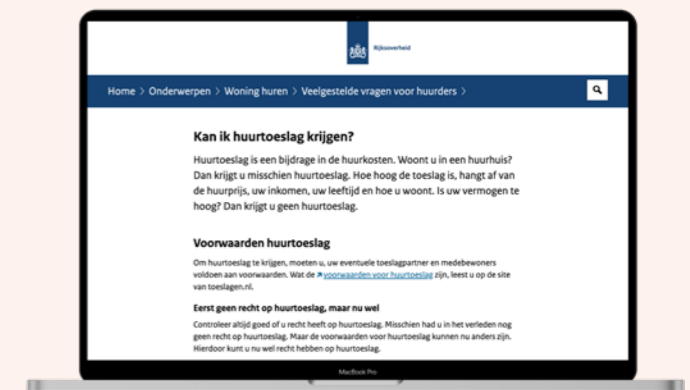 Rijksoverheid
Home > Onderwerpen > Woning huren > Veelgestelde vragen voor huurders >
Kan ik huurtoeslag krijgen?
Huurtoeslag is een bijdrage in de huurkosten. Woont u in een huurhuis?
Dan krijgt u misschien huurtoeslag. Hoe hoog de toeslag is, hangt af van
de huurprijs, uw inkomen, uw leeftijd en hoe u woont. Is uw vermogen te
hoog? Dan krijgt u geen huurtoeslag.
Voorwaarden huurtoeslag
Om huurtoeslag te krijgen, moeten u, uw eventuele toeslagpartner en medebewoners
voldoen aan voorwaarden. Wat de voorwaarden voor huurtoeslag zijn, leest u op de site
van toeslagen.nl.
Eerst geen recht op huurtoeslag, maar nu wel
Controleer altijd goed of u recht heeft op huurtoeslag. Misschien had u in het verleden nog
geen recht op huurtoeslag. Maar de voorwaarden voor huurtoeslag kunnen nu anders zijn.
Hierdoor kunt u nu wel recht hebben op huurtoeslag.
MacBook Pro